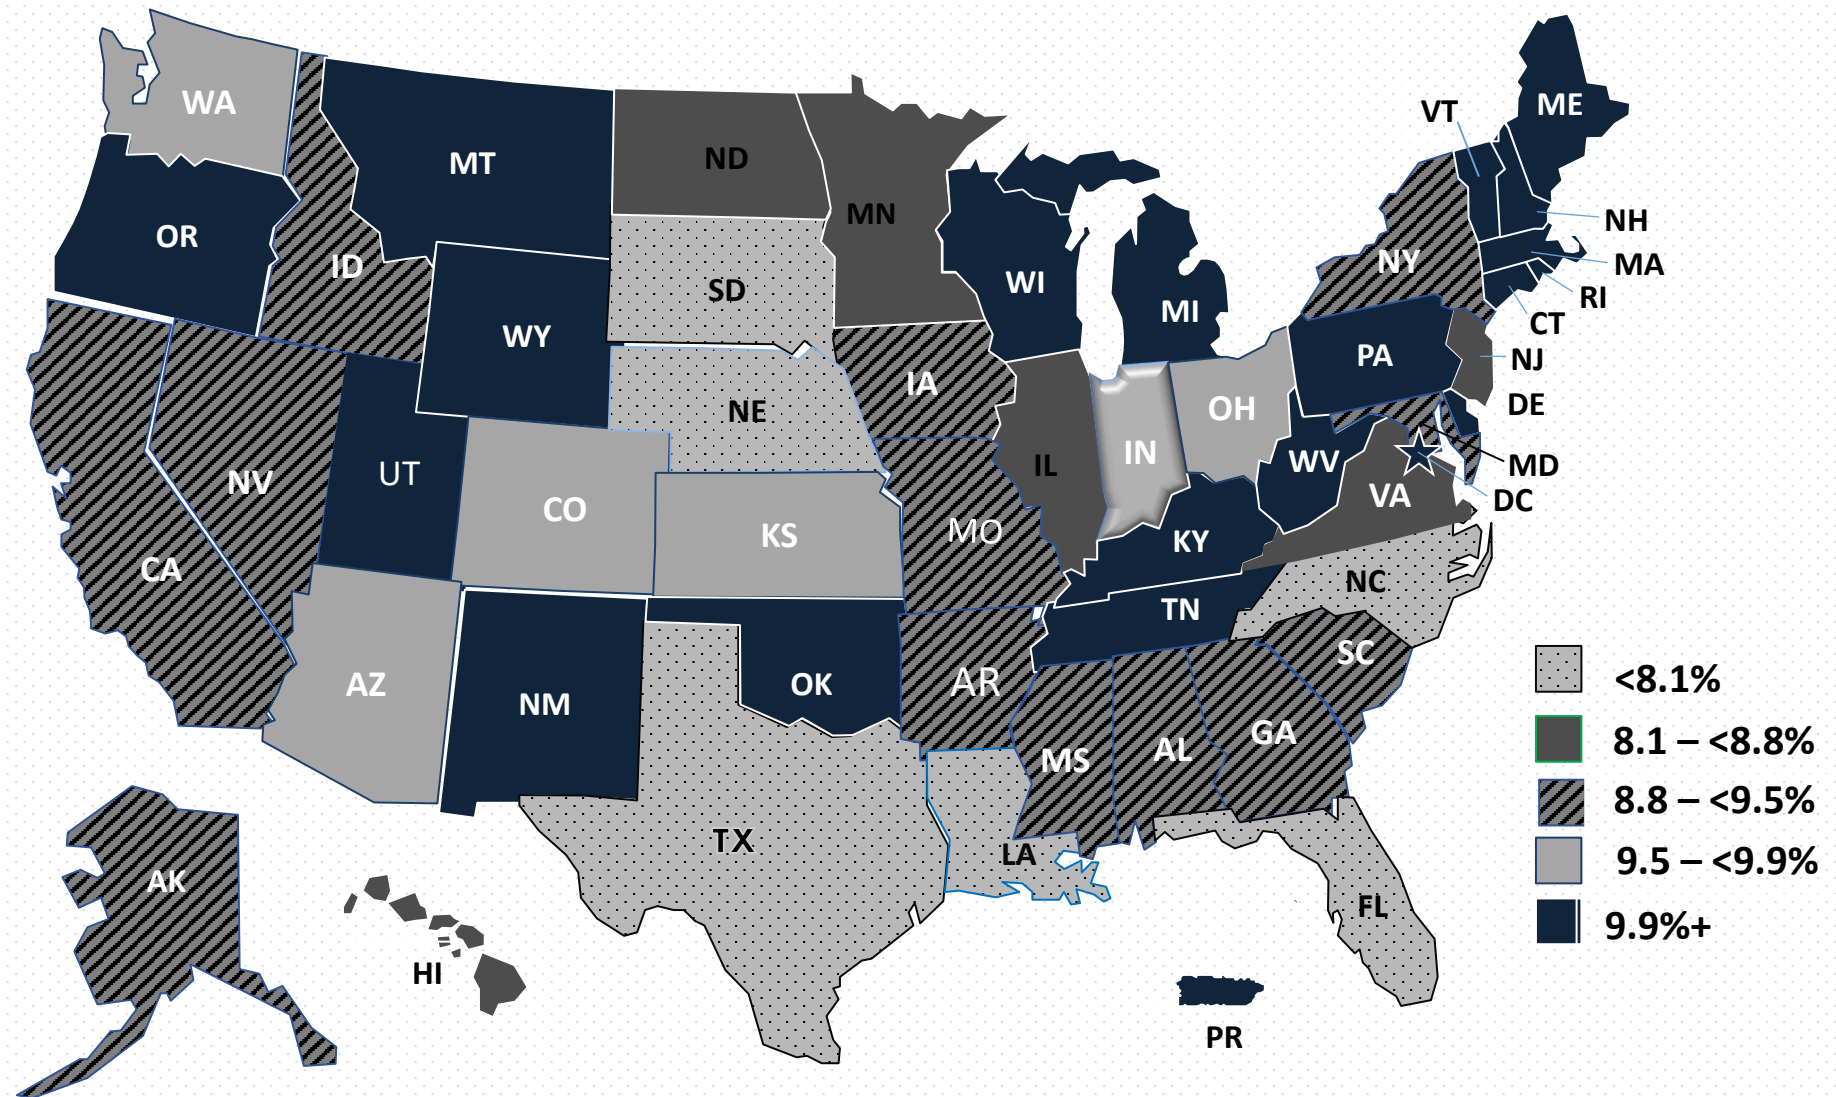 WA
MT
ND
MN
ME
VT
OR
ID
SD
WI
MI
NY
NH
MA
RI
CT
WY
IA
PA
NJ
NE
OH
DE
NV
UT
CO
KS
MO
IL
IN
WV
VA
MD
DC
CA
KY
NC
TN
AZ
NM
OK
AR
SC
MS
AL
GA
TX
LA
FL
AK
HI
PR
<8.1%
8.1 – <8.8%
8.8 – <9.5%
9.5 – <9.9%
9.9%+